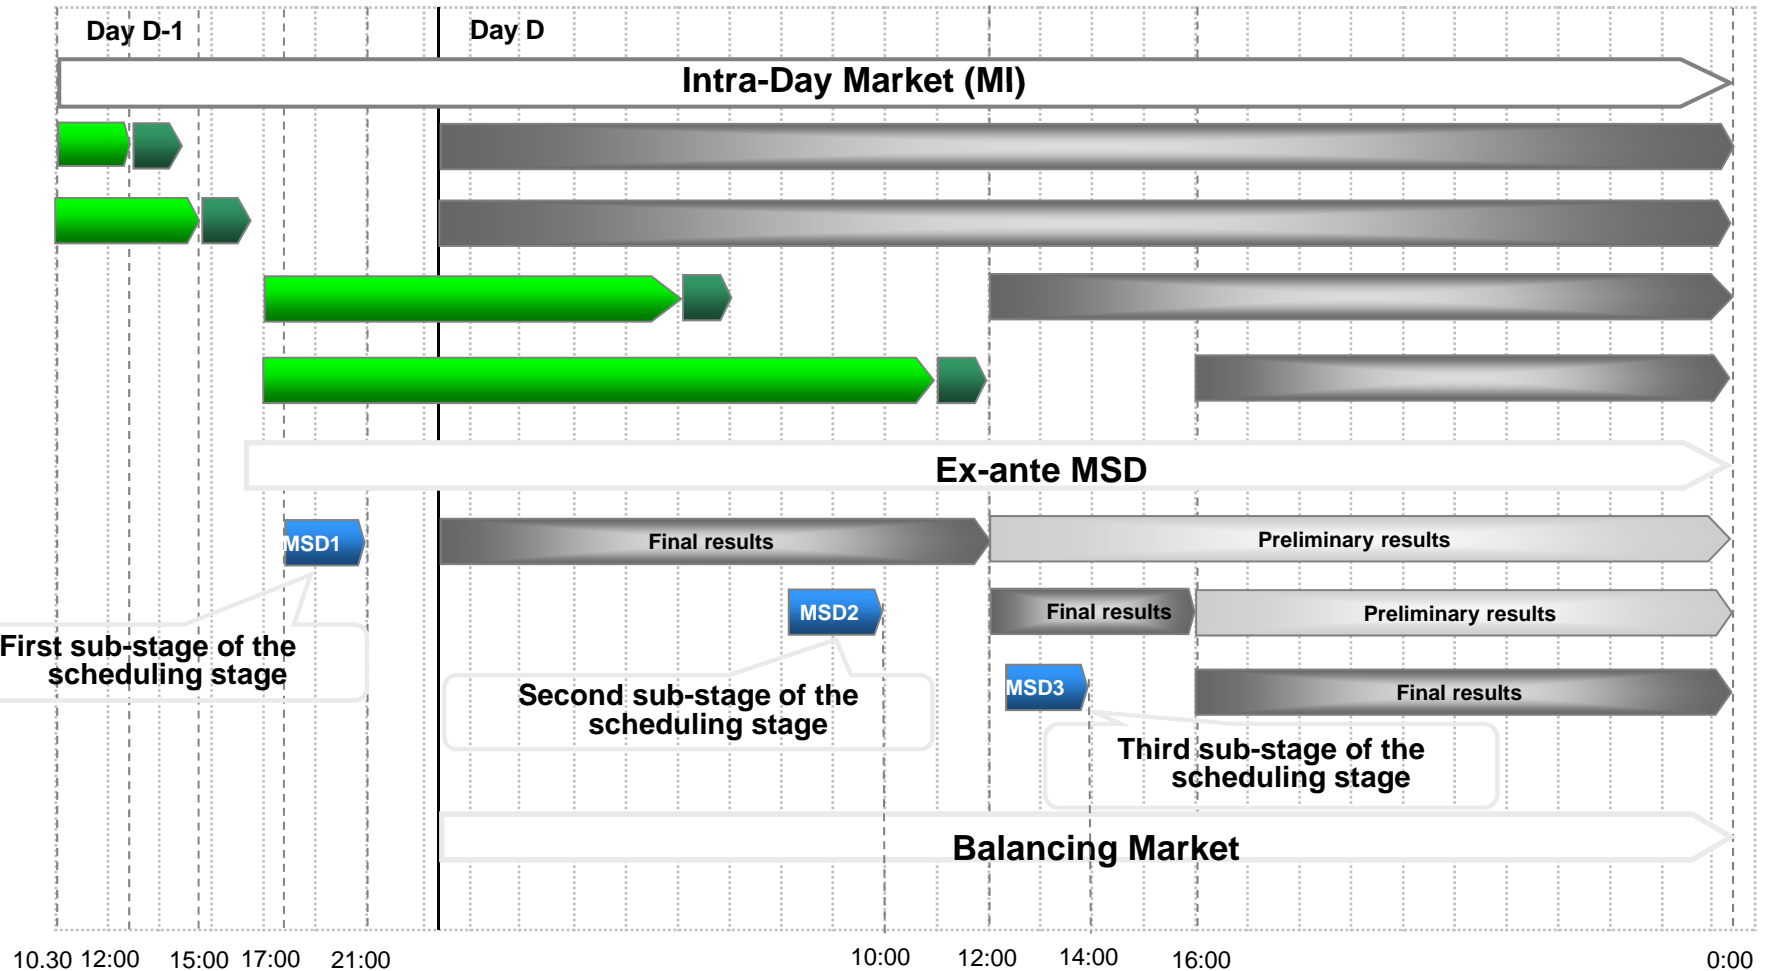 Day D-1
Day D
Intra-Day Market (MI)
Ex-ante MSD
MSD1
Final results
Preliminary results
MSD2
Final results
Preliminary results
First sub-stage of the
scheduling stage
MSD3
Final results
Second sub-stage of the
scheduling stage
Third sub-stage of the
scheduling stage
Balancing Market
10.30 12:00 15:00 17:00 21:00 10:00 12:00 14:00 16:00 0:00